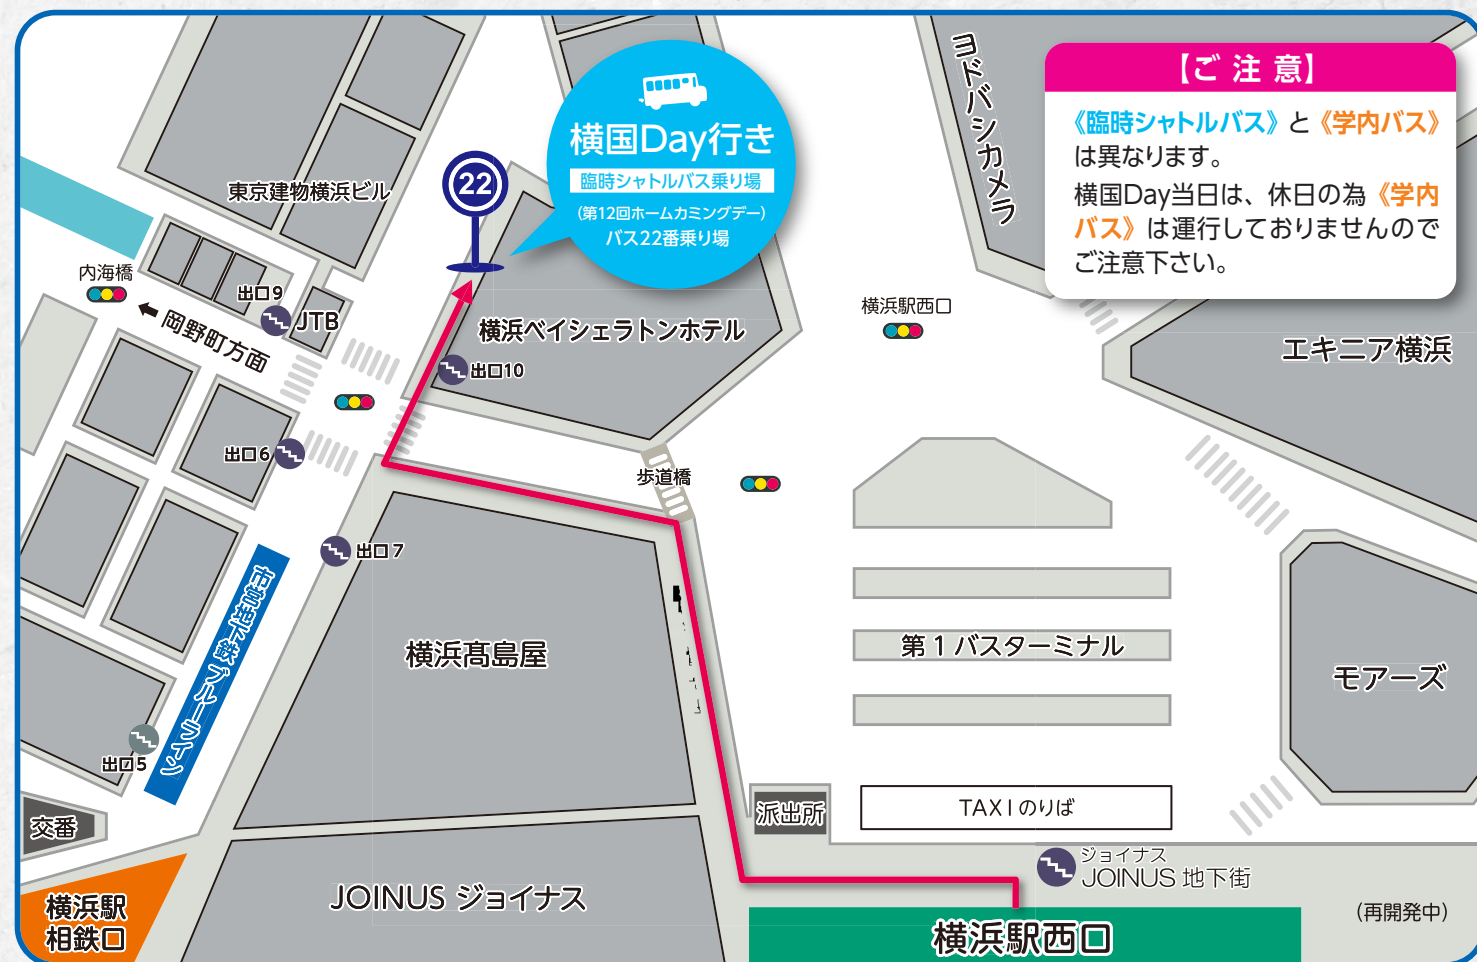 ヨドバシカメラ
【ご 注 意】
《臨時シャトルバス》と《学内バス》
は異なります。
横国Day当日は、休日の為《学内
バス》は運行しておりませんので
ご注意下さい。
横国Day行き
臨時シャトルバス乗り場
(第12回ホームカミングデー)
バス22番乗り場
22
東京建物横浜ビル
内海橋
出口9
JTB
岡野町方面
横浜ベイシェラトンホテル
出口10
横浜駅西口
エキニア横浜
出口6
歩道橋
出口7
市営地下鉄ブルーライン
横浜髙島屋
第1バスターミナル
モアーズ
出口5
交番
派出所
TAXIのりば
ジョイナス
JOINUS 地下街
JOINUS ジョイナス
(再開発中)
横浜駅
相鉄口
横浜駅西口